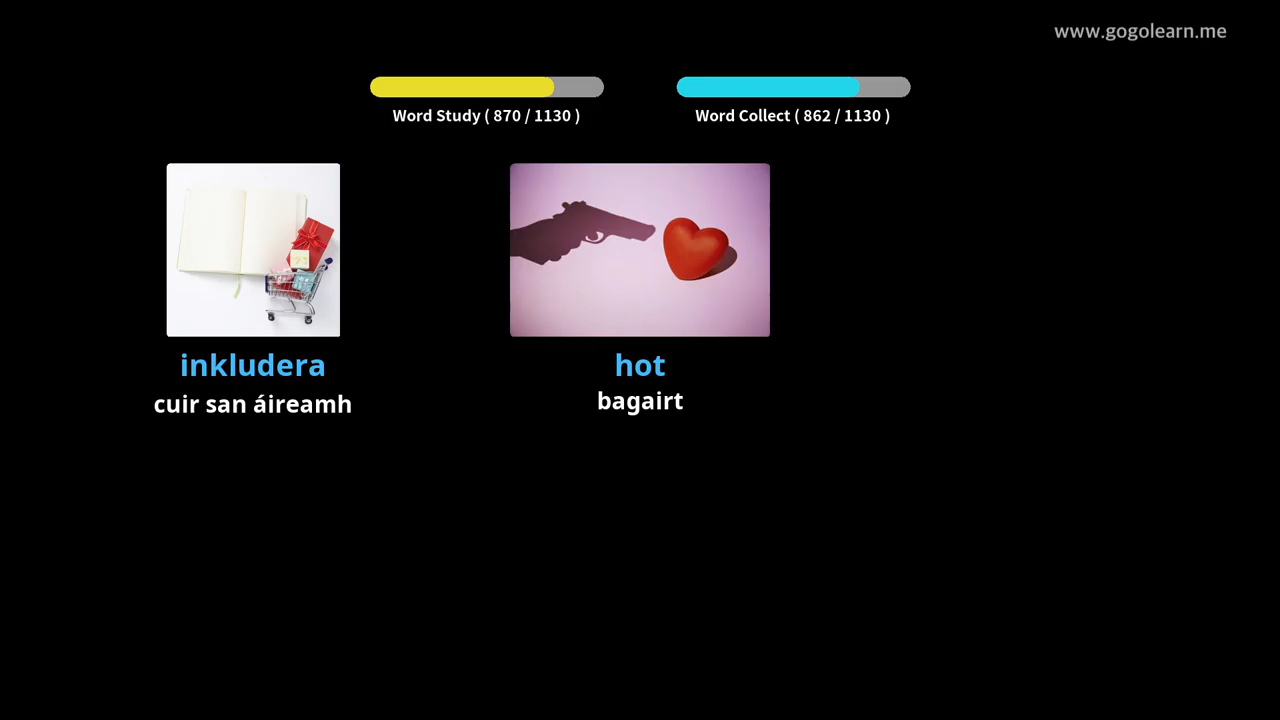 www.gogolearn.me
Word Study ( 870 / 1130 )
Word Collect ( 862 / 1130 )
inkludera
cuir san áireamh
hot
bagairt